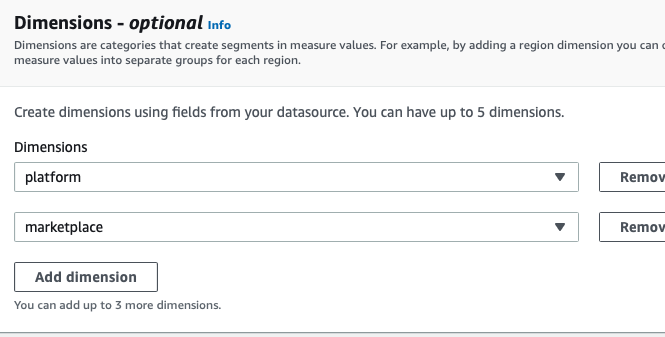 Dimensions - optional Info
Dimensions are categories that create segments in measure values. For example, by adding a region dimension you can
measure values into separate groups for each region.
Create dimensions using fields from your datasource. You can have up to 5 dimensions.
Dimensions
platform
Remov
marketplace
Remov
Add dimension
You can add up to 3 more dimensions.